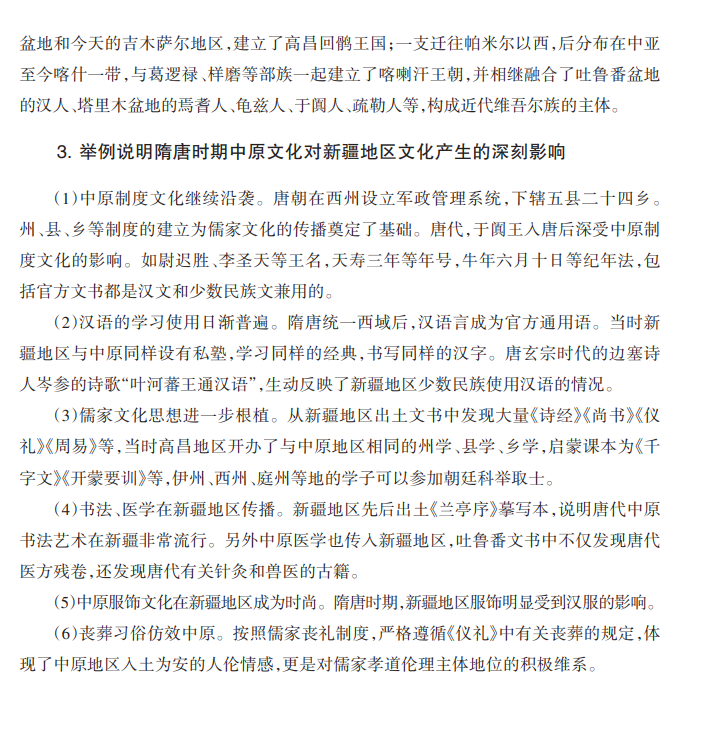 盆地和今天的吉木萨尔地区,建立了高昌回鹘王国;一支迁往帕米尔以西,后分布在中亚
至今喀什一带,与葛逻禄、样磨等部族一起建立了喀喇汗王朝,并相继融合了吐鲁番盆地
的汉人、塔里木盆地的焉耆人、龟兹人、于阗人、疏勒人等,构成近代维吾尔族的主体。
3. 举例说明隋唐时期中原文化对新疆地区文化产生的深刻影响
(1)中原制度文化继续沿袭。唐朝在西州设立军政管理系统,下辖五县二十四乡。
州、县、乡等制度的建立为儒家文化的传播奠定了基础。唐代,于阗王入唐后深受中原制
度文化的影响。如尉迟胜、李圣天等王名,天寿三年等年号,牛年六月十日等纪年法,包
括官方文书都是汉文和少数民族文兼用的。
(2)汉语的学习使用日渐普遍。隋唐统一西域后,汉语言成为官方通用语。当时新
疆地区与中原同样设有私塾,学习同样的经典,书写同样的汉字。唐玄宗时代的边塞诗
人岑参的诗歌“叶河蕃王通汉语”,生动反映了新疆地区少数民族使用汉语的情况。
(3)儒家文化思想进一步根植。从新疆地区出土文书中发现大量《诗经》《尚书》《仪
礼》《周易》等,当时高昌地区开办了与中原地区相同的州学、县学、乡学,启蒙课本为《千
字文》《开蒙要训》等,伊州、西州、庭州等地的学子可以参加朝廷科举取士。
(4)书法、医学在新疆地区传播。新疆地区先后出土《兰亭序》摹写本,说明唐代中原
书法艺术在新疆非常流行。另外中原医学也传入新疆地区,吐鲁番文书中不仅发现唐代
医方残卷,还发现唐代有关针灸和兽医的古籍。
(5)中原服饰文化在新疆地区成为时尚。隋唐时期,新疆地区服饰明显受到汉服的影响。
(6)丧葬习俗仿效中原。按照儒家丧礼制度,严格遵循《仪礼》中有关丧葬的规定,体
现了中原地区入土为安的人伦情感,更是对儒家孝道伦理主体地位的积极维系。